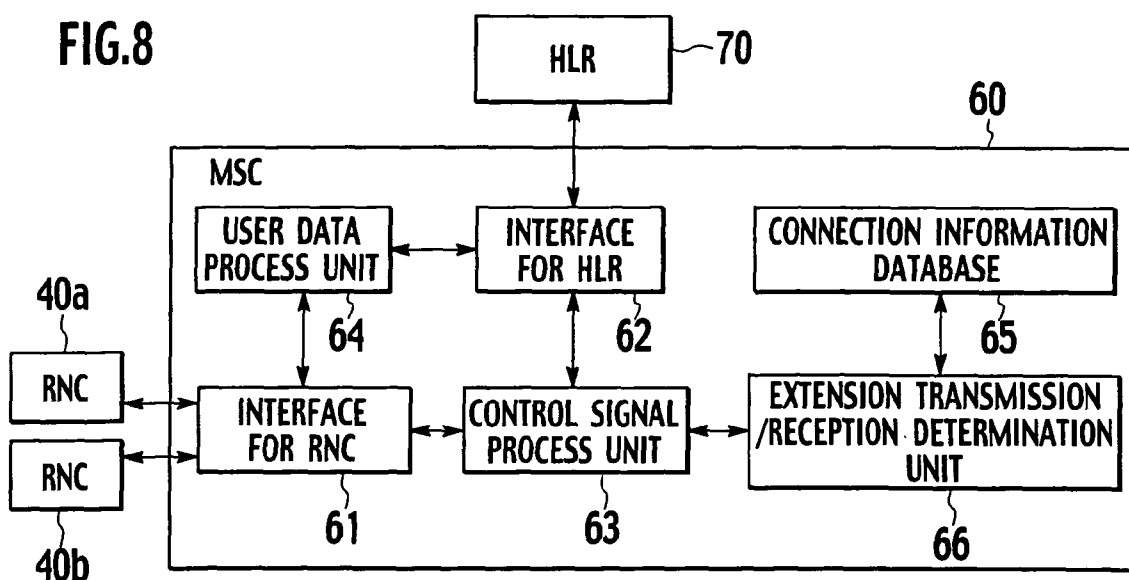 FIG.8
HLR
70
60
MSC
USER DATA
PROCESS UNIT
64
INTERFACE
FOR HLR
62
CONNECTION INFORMATION
DATABASE
65
40a
RNC
RNC
40b
INTERFACE
FOR RNC
61
CONTROL SIGNAL
PROCESS UNIT
63
EXTENSION TRANSMISSION
/RECEPTION DETERMINATION
UNIT
66